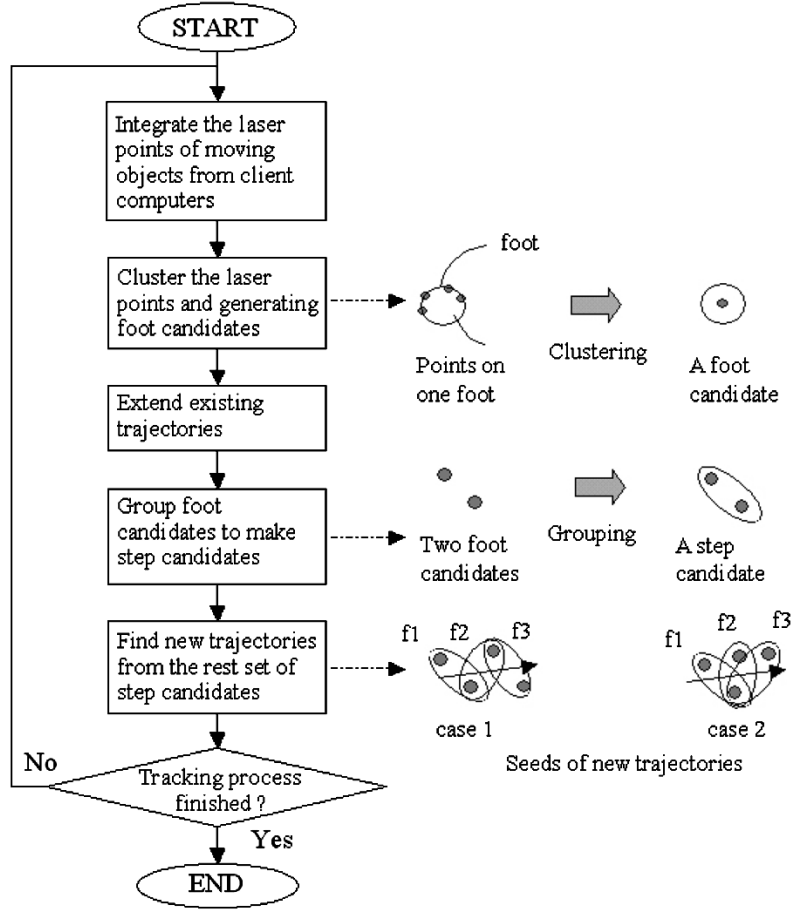 START
Integrate the laser
points of moving
objects from client
computers
Cluster the laser
points and generating
foot candidates
foot
Points on
one foot
Clustering
A foot
candidate
Extend existing
trajectories
Group foot
candidates to make
step candidates
Two foot
candidates
Grouping
A step
candidate
Find new trajectories
from the rest set of
step candidates
f1 f2 f3
case 1
f1 f2 f3
case 2
Seeds of new trajectories
No
Tracking process
finished ?
Yes
END